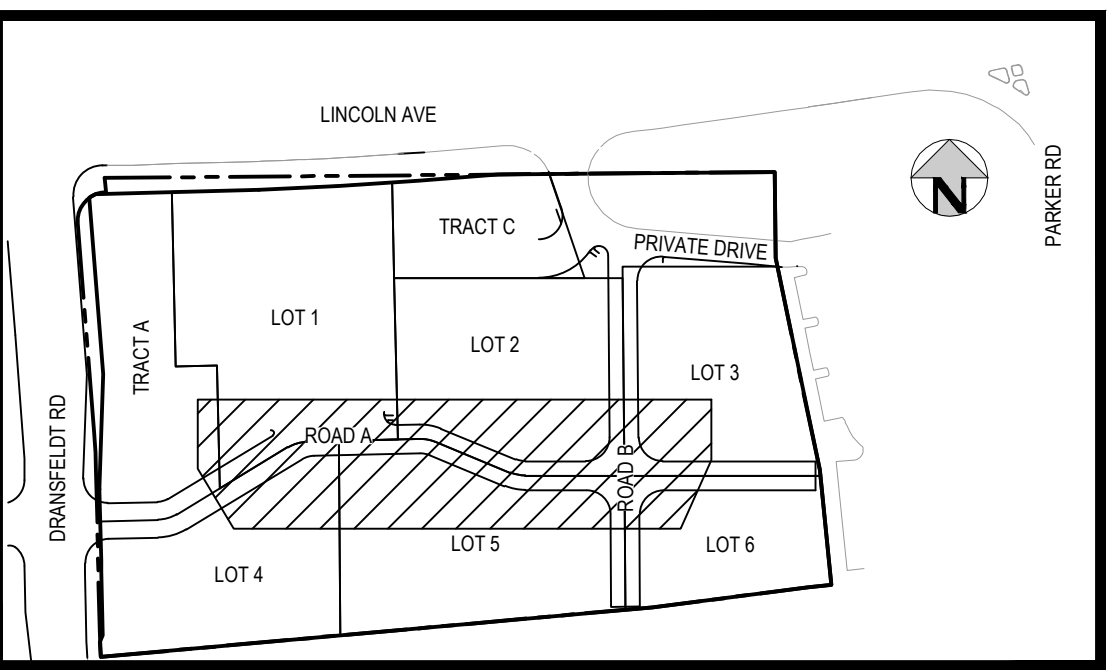 LINCOLN AVE
PARKER RD
N
TRACT C
PRIVATE DRIVE
LOT 1
LOT 2
LOT 3
TRACT A
DRANSFELDT RD
ROAD A
ROAD B
LOT 4
LOT 5
LOT 6